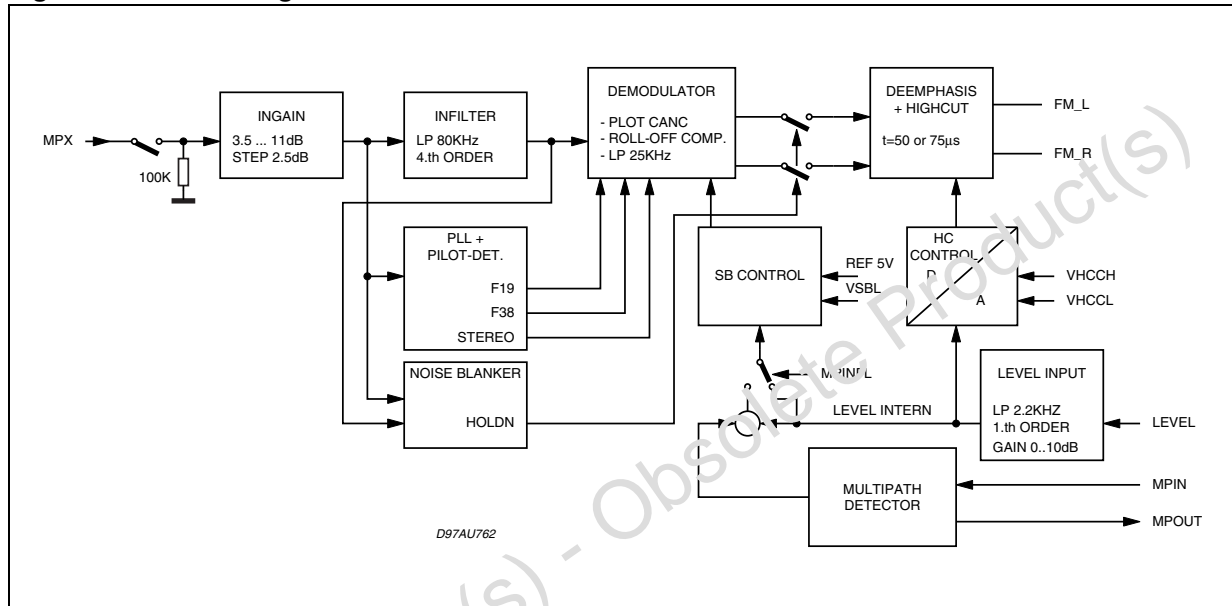 MPX
100K
INGAIN
3.5 ... 11dB
STEP 2.5dB
INFILTER
LP 80KHz
4.th ORDER
DEMODULATOR
- PLOT CANC
- ROLL-OFF COMP.
- LP 25KHz
DEEMPHASIS
+ HIGHCUT
t=50 or 75µs
FM_L
FM_R
PLL +
PILOT-DET.
F19
F38
STEREO
SB CONTROL
REF 5V
VSBL
HC
CONTROL
D
A
VHCCH
VHCCL
NOISE BLANKER
HOLDN
MPINFL
LEVEL INTERN
LEVEL INPUT
LP 2.2KHZ
1.th ORDER
GAIN 0..10dB
LEVEL
MULTIPATH
DETECTOR
MPIN
MPOUT
D97AU762
(s) - Obsolete Product(s)